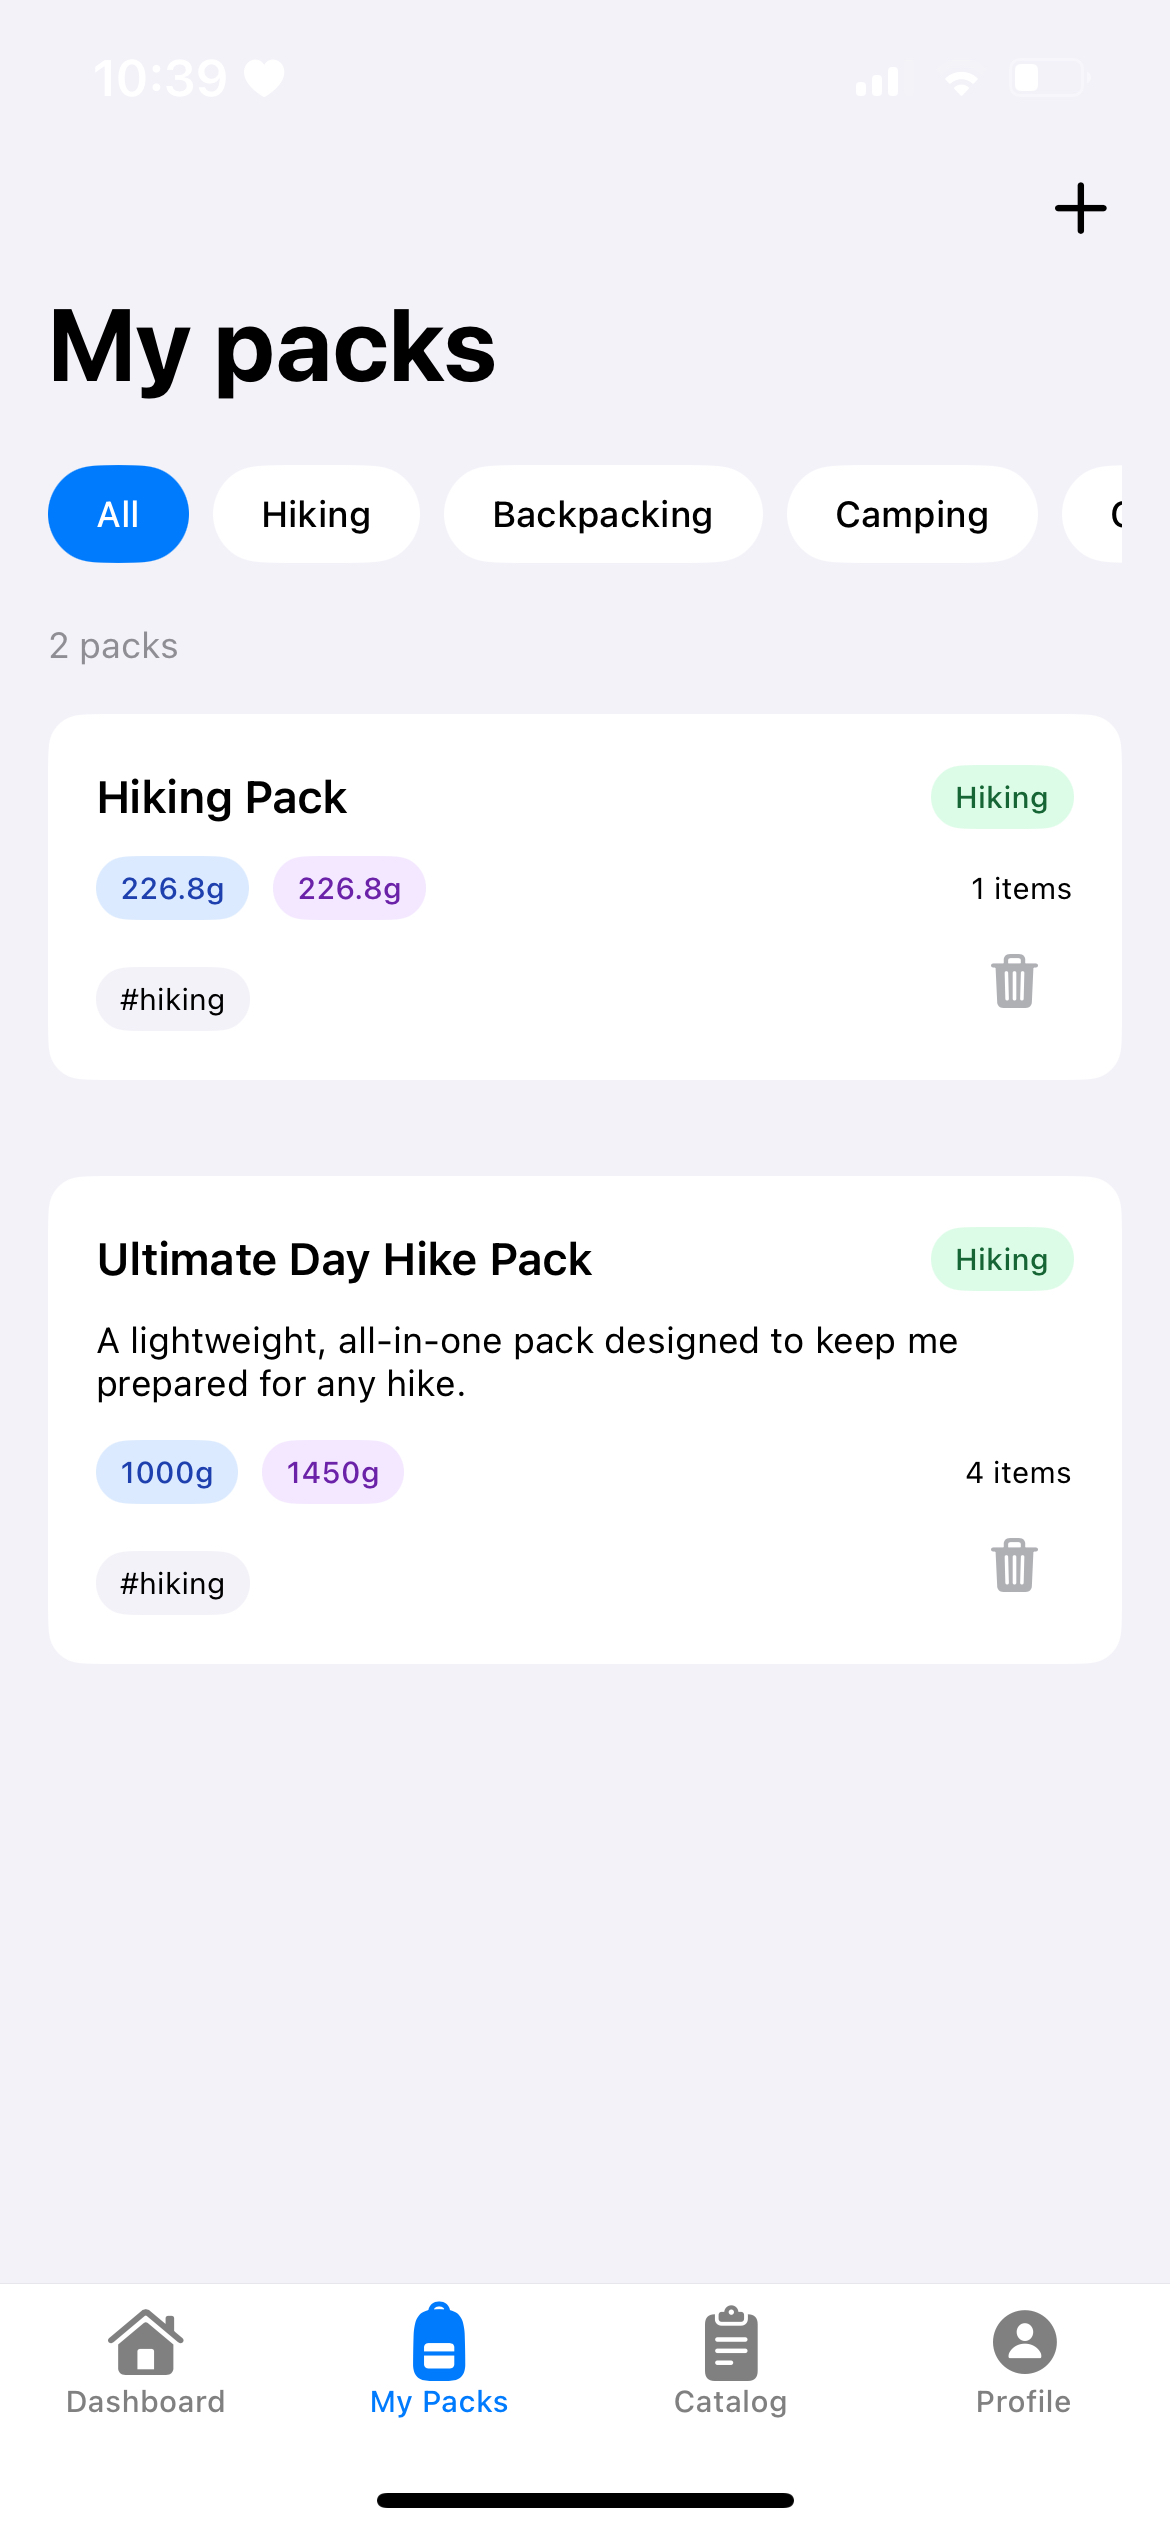 10:39
My packs
All Hiking Backpacking Camping
2 packs
Hiking Pack Hiking
226.8g 226.8g 1 items
#hiking
Ultimate Day Hike Pack Hiking
A lightweight, all-in-one pack designed to keep me
prepared for any hike.
1000g 1450g 4 items
#hiking
Dashboard My Packs Catalog Profile